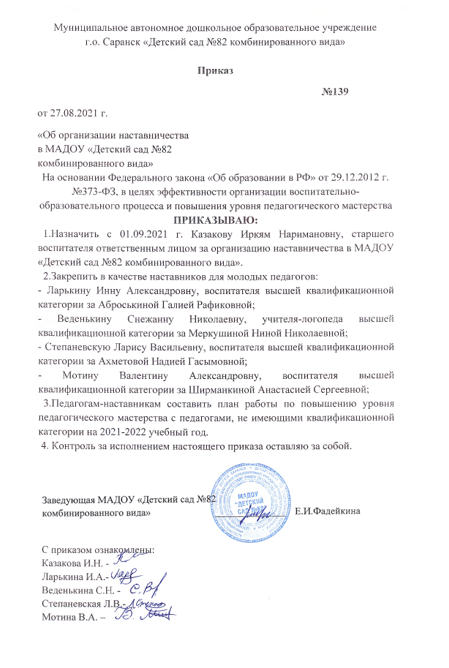 Муниципальное автономное дошкольное образовательное учреждение
г.о. Саранск «Детский сад №82 комбинированного вида»
Приказ
№139
от 27.08.2021 г.
«Об организации наставничества
в МАДОУ «Детский сад №82
комбинированного вида»
На основании Федерального закона «Об образовании в РФ» от 29.12.2012 г.
№373-ФЗ, в целях эффективности организации воспитательно-
образовательного процесса и повышения уровня педагогического мастерства
ПРИКАЗЫВАЮ:
1.Назначить с 01.09.2021 г. Казакову Иркям Наримановну, старшего
воспитателя ответственным лицом за организацию наставничества в МАДОУ
«Детский сад №82 комбинированного вида».
2.Закрепить в качестве наставников для молодых педагогов:
- Ларькину Инну Александровну, воспитателя высшей квалификационной
категории за Аброськиной Галией Рафиковной;
- Веденькину Снежанну Николаевну, учителя-логопеда высшей
квалификационной категории за Меркушиной Ниной Николаевной;
- Степаневскую Ларису Васильевну, воспитателя высшей квалификационной
категории за Ахметовой Надией Гасымовной;
- Мотину Валентину Александровну, воспитателя высшей
квалификационной категории за Ширманкиной Анастасией Сергеевной;
3.Педагогам-наставникам составить план работы по повышению уровня
педагогического мастерства с педагогами, не имеющими квалификационной
категории на 2021-2022 учебный год.
4. Контроль за исполнением настоящего приказа оставляю за собой.
Заведующая МАДОУ «Детский сад №82
комбинированного вида» Е.И.Фадейкина
МАДОУ
«ДЕТСКИЙ
С приказом ознакомлены:
Казакова И.Н. -
Ларькина И.А.-
Веденькина С.Н. -
Степаневская Л.В.-
Мотина В.А. –